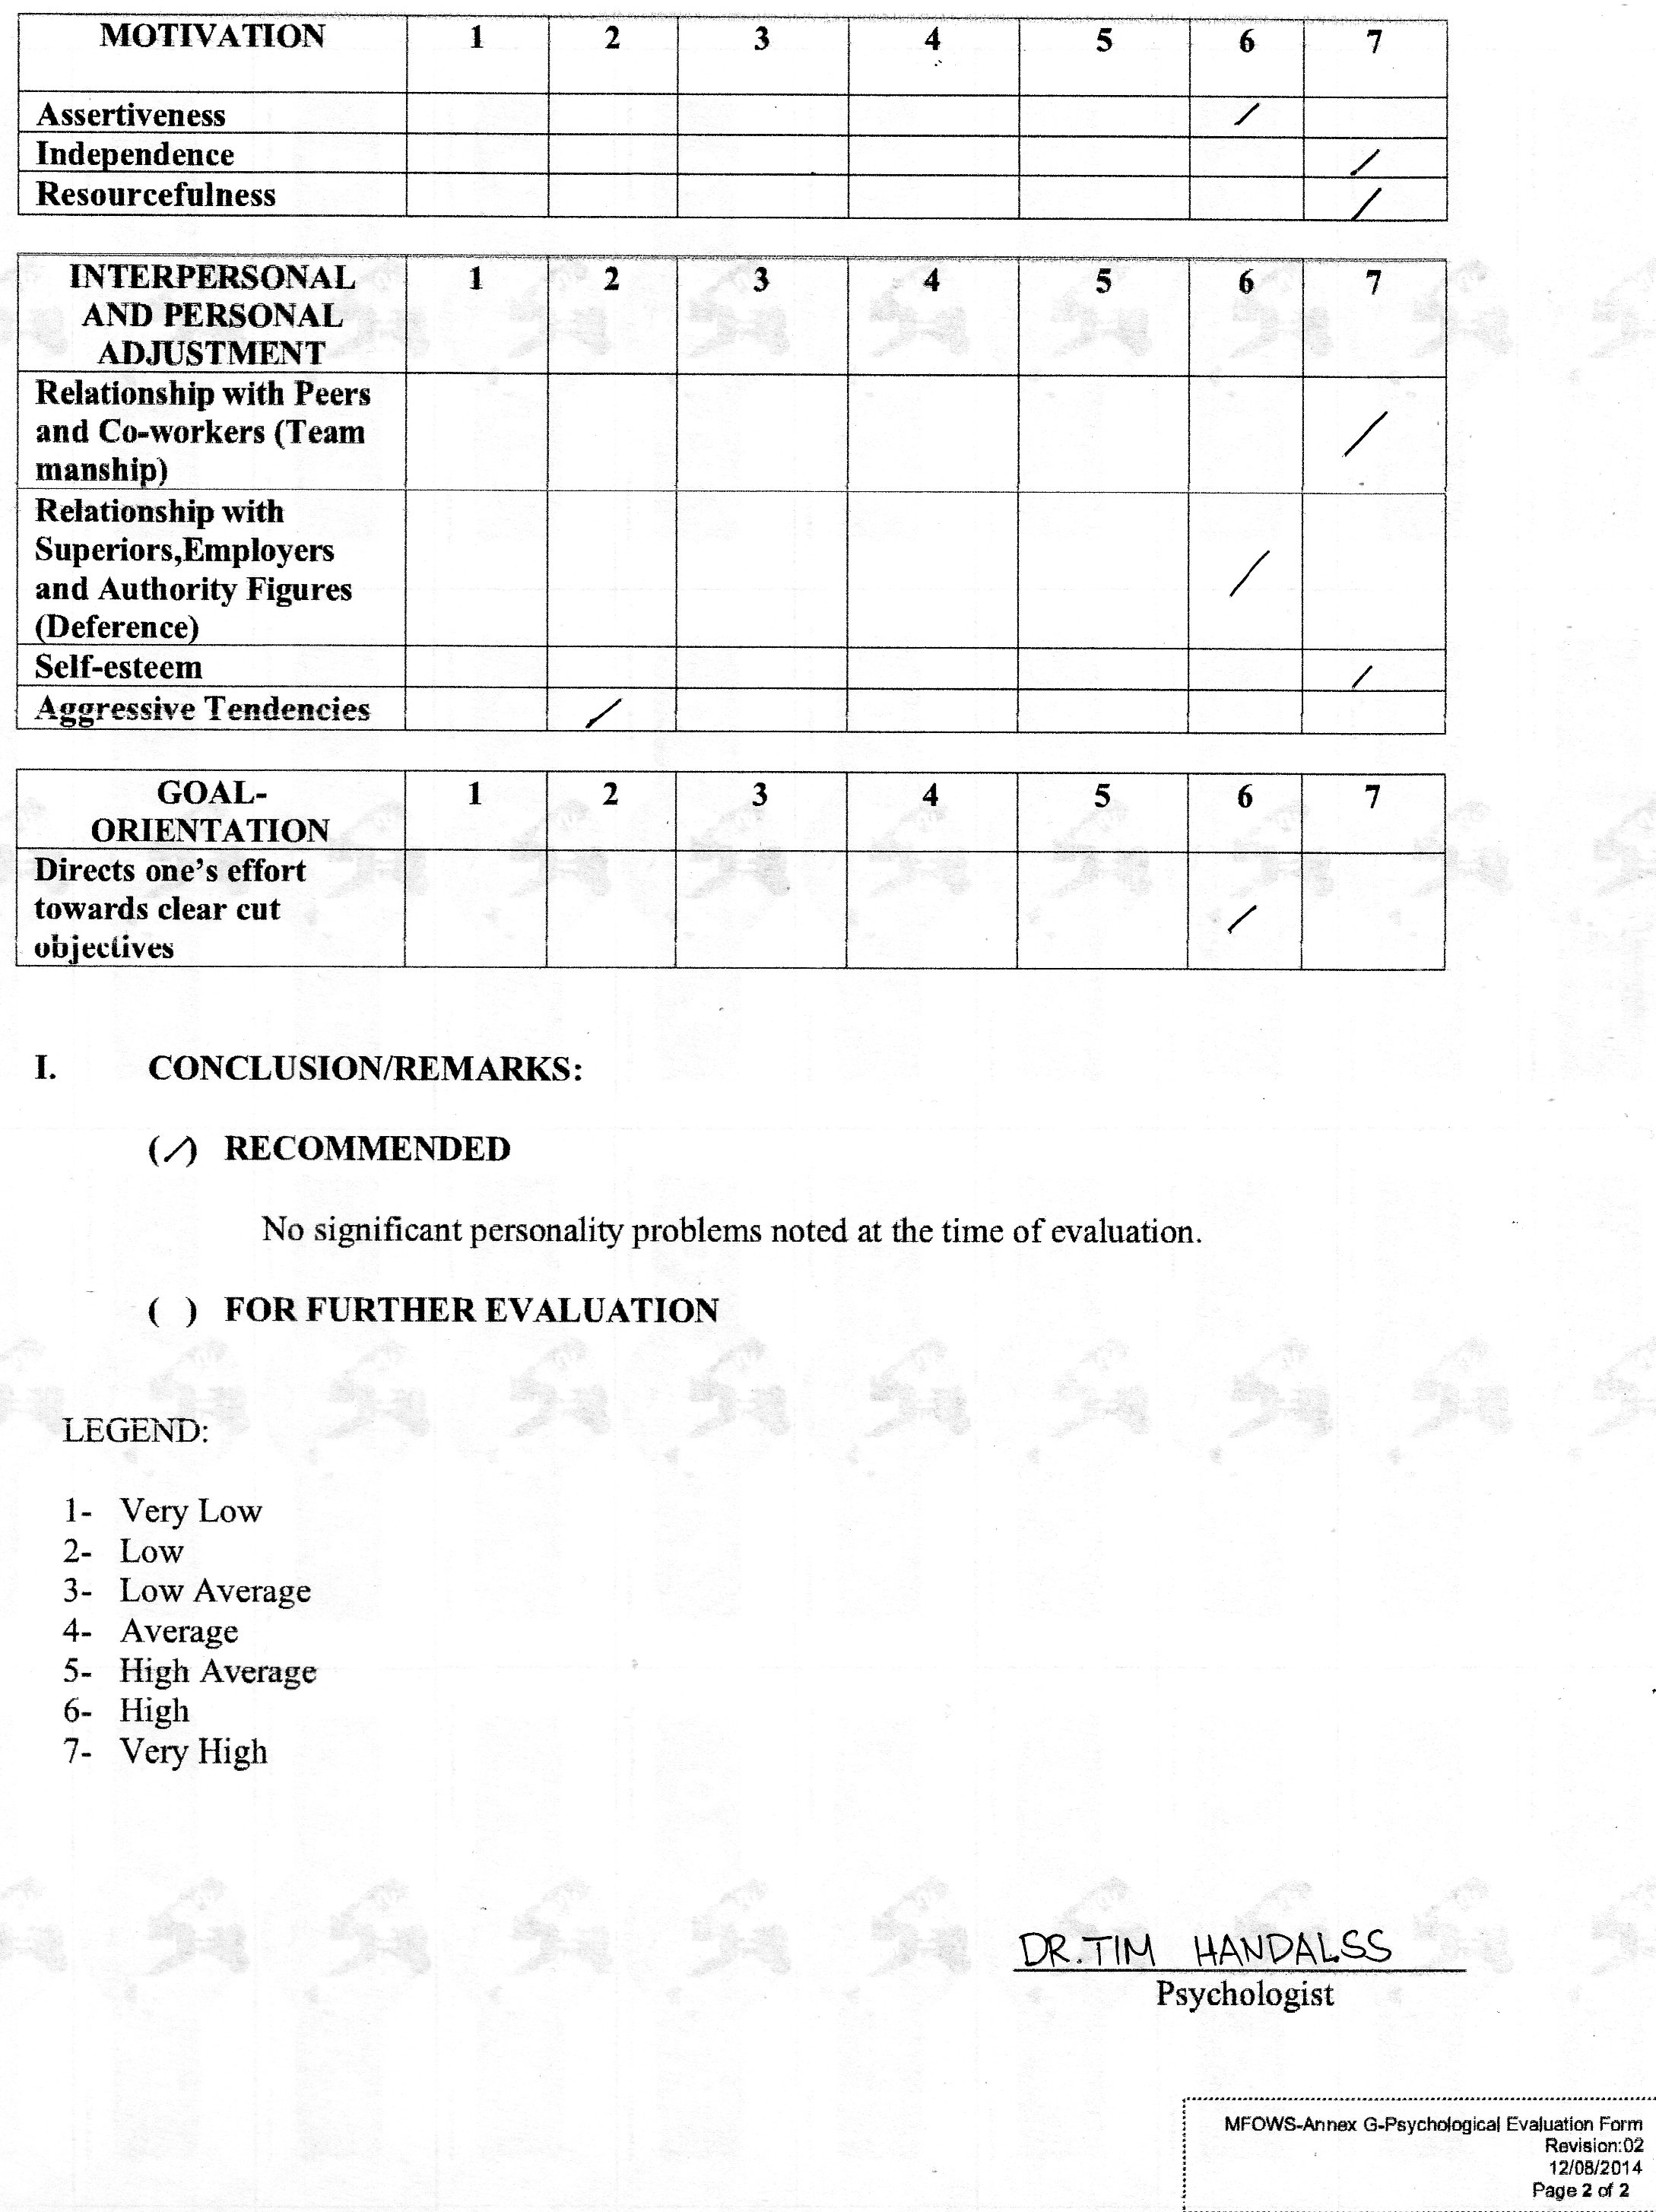 MOTIVATION 1 2 3 4 5 6 7
Assertiveness /
Independence /
Resourcefulness /
INTERPERSONAL 1 2 3 4 5 6 7
AND PERSONAL
ADJUSTMENT
Relationship with Peers
and Co-workers (Team /
manship)
Relationship with
Superiors,Employers
and Authority Figures /
(Deference)
Self-esteem /
Aggressive Tendencies /
GOAL- 1 2 3 4 5 6 7
ORIENTATION
Directs one's effort
towards clear cut /
objectives
I. CONCLUSION/REMARKS:
(/) RECOMMENDED
No significant personality problems noted at the time of evaluation.
( ) FOR FURTHER EVALUATION
LEGEND:
1- Very Low
2- Low
3- Low Average
4- Average
5- High Average
6- High
7- Very High
DR. TIM HANDALSS
Psychologist
MFOWS-Annex G-Psychological Evaluation Form
Revision:02
12/08/2014
Page 2 of 2